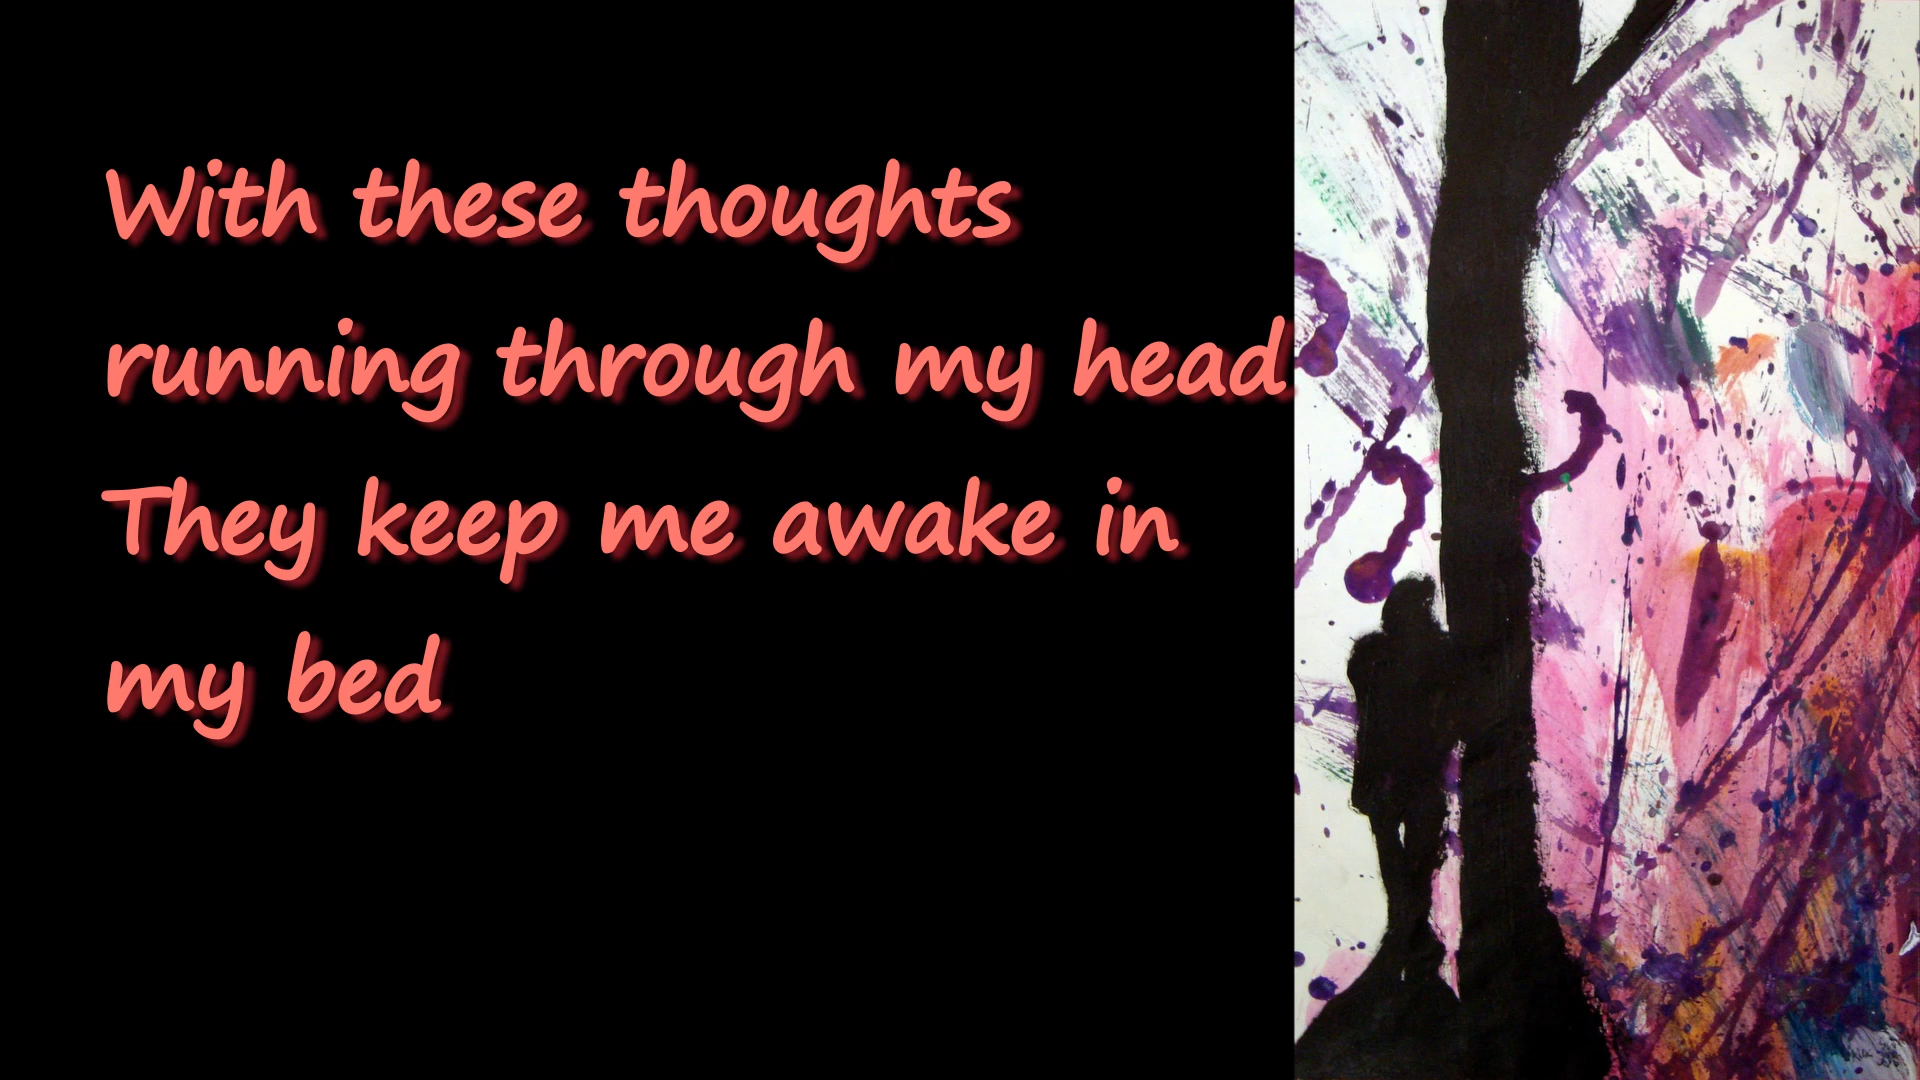 With these thoughts
running through my head
They keep me awake in
my bed